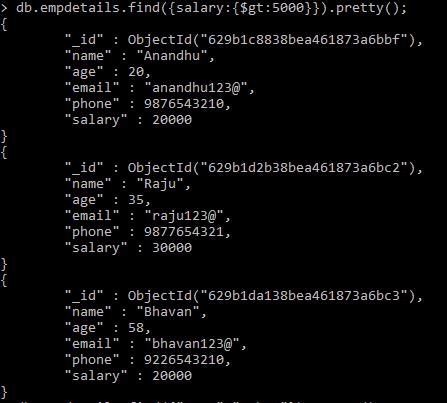 > db.empdetails.find({salary:{$gt:5000}}).pretty();
{
        "_id" : ObjectId("629b1c8838bea461873a6bbf"),
        "name" : "Anandhu",
        "age" : 20,
        "email" : "anandhu123@",
        "phone" : 9876543210,
        "salary" : 20000
}
{
        "_id" : ObjectId("629b1d2b38bea461873a6bc2"),
        "name" : "Raju",
        "age" : 35,
        "email" : "raju123@",
        "phone" : 9877654321,
        "salary" : 30000
}
{
        "_id" : ObjectId("629b1da138bea461873a6bc3"),
        "name" : "Bhavan",
        "age" : 58,
        "email" : "bhavan123@",
        "phone" : 9226543210,
        "salary" : 20000
}